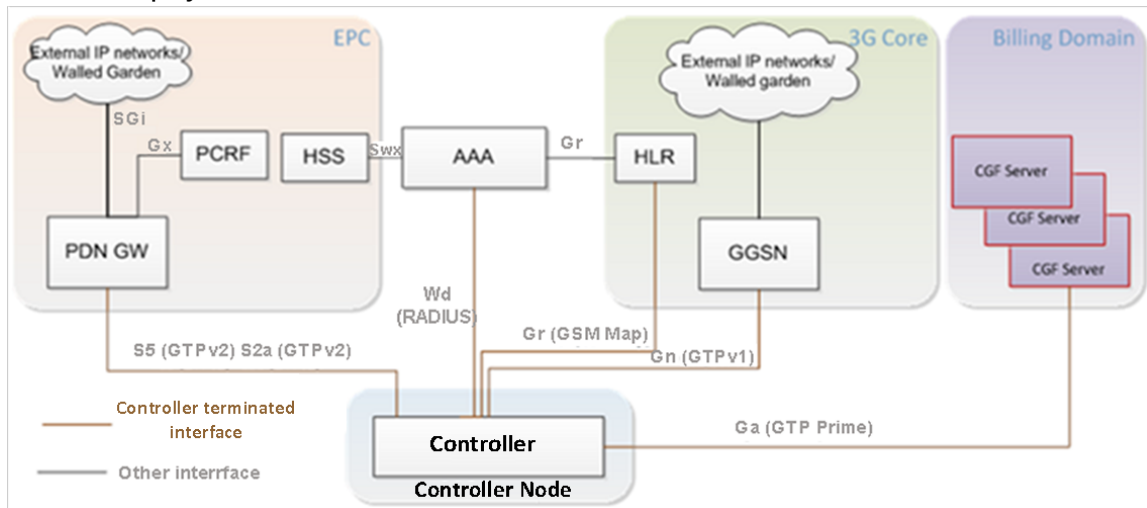 EPC
3G Core
Billing Domain
External IP networks/
Walled Garden
External IP networks/
Walled garden
SGi
Gx
PCRF
HSS
Swx
AAA
Gr
HLR
CGF Server
CGF Server
CGF Server
PDN GW
GGSN
Wd
(RADIUS)
Gr (GSM Map)
S5 (GTPv2) S2a (GTPv2)
Gn (GTPv1)
Controller terminated
interface
Ga (GTP Prime)
Controller
Other interrface
Controller Node